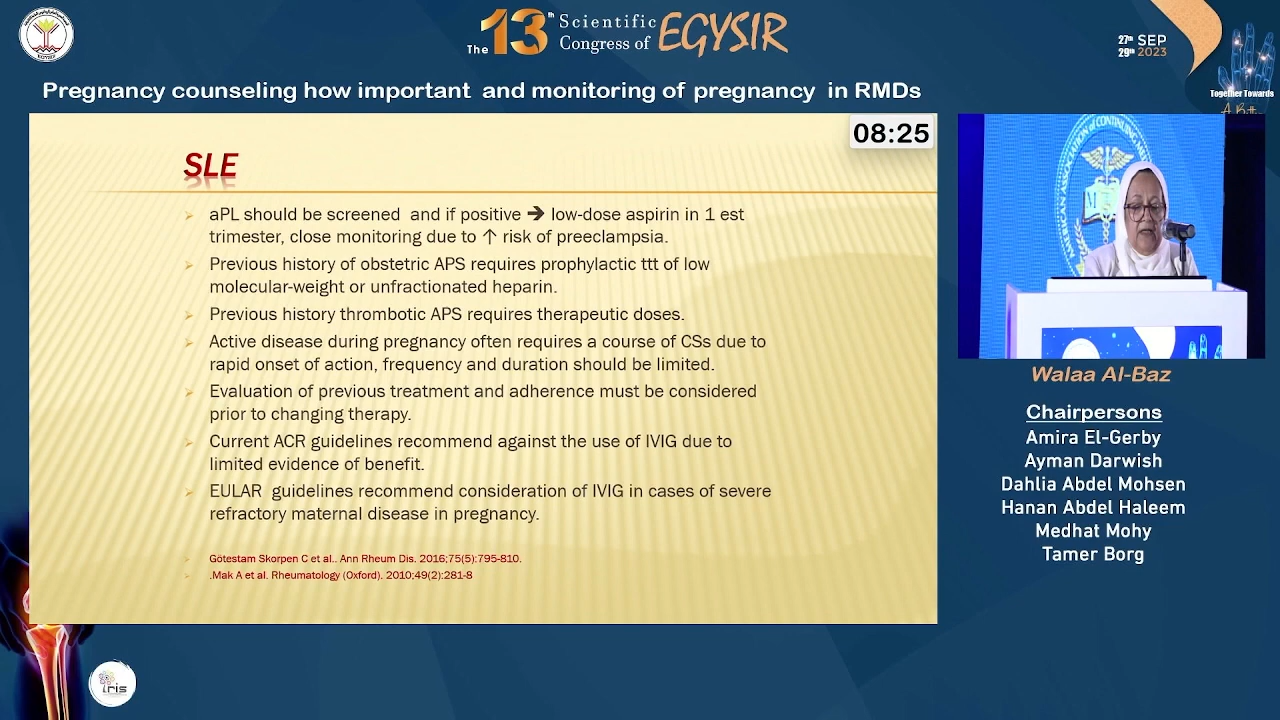 The 13th Scientific Congress of EGYSIR
27th SEP
29th 2023
Together Towards
Pregnancy counseling how important and monitoring of pregnancy in RMDs
08:25
SLE
aPL should be screened and if positive → low-dose aspirin in 1 est
trimester, close monitoring due to ↑ risk of preeclampsia.
Previous history of obstetric APS requires prophylactic ttt of low
molecular-weight or unfractionated heparin.
Previous history thrombotic APS requires therapeutic doses.
Active disease during pregnancy often requires a course of CSs due to
rapid onset of action, frequency and duration should be limited.
Evaluation of previous treatment and adherence must be considered
prior to changing therapy.
Current ACR guidelines recommend against the use of IVIG due to
limited evidence of benefit.
EULAR guidelines recommend consideration of IVIG in cases of severe
refractory maternal disease in pregnancy.
Götestam Skorpen C et al.. Ann Rheum Dis. 2016;75(5):795-810.
.Mak A et al. Rheumatology (Oxford). 2010;49(2):281-8
Walaa Al-Baz
Chairpersons
Amira El-Gerby
Ayman Darwish
Dahlia Abdel Mohsen
Hanan Abdel Haleem
Medhat Mohy
Tamer Borg
iris